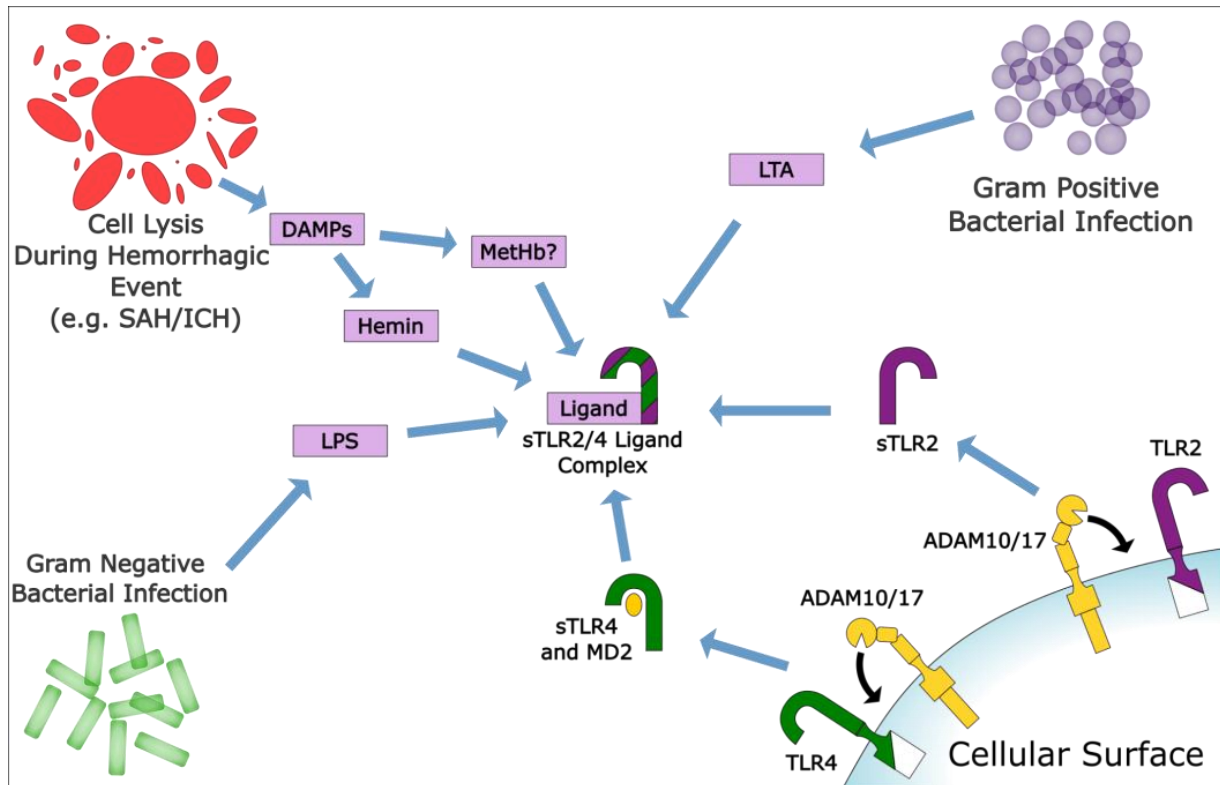 Cell Lysis
During Hemorrhagic
Event
(e.g. SAH/ICH)
DAMPs
MetHb?
Hemin
LTA
Gram Positive
Bacterial Infection
LPS
Ligand
sTLR2/4 Ligand
Complex
sTLR2
TLR2
ADAM10/17
Gram Negative
Bacterial Infection
sTLR4
and MD2
ADAM10/17
TLR4
Cellular Surface